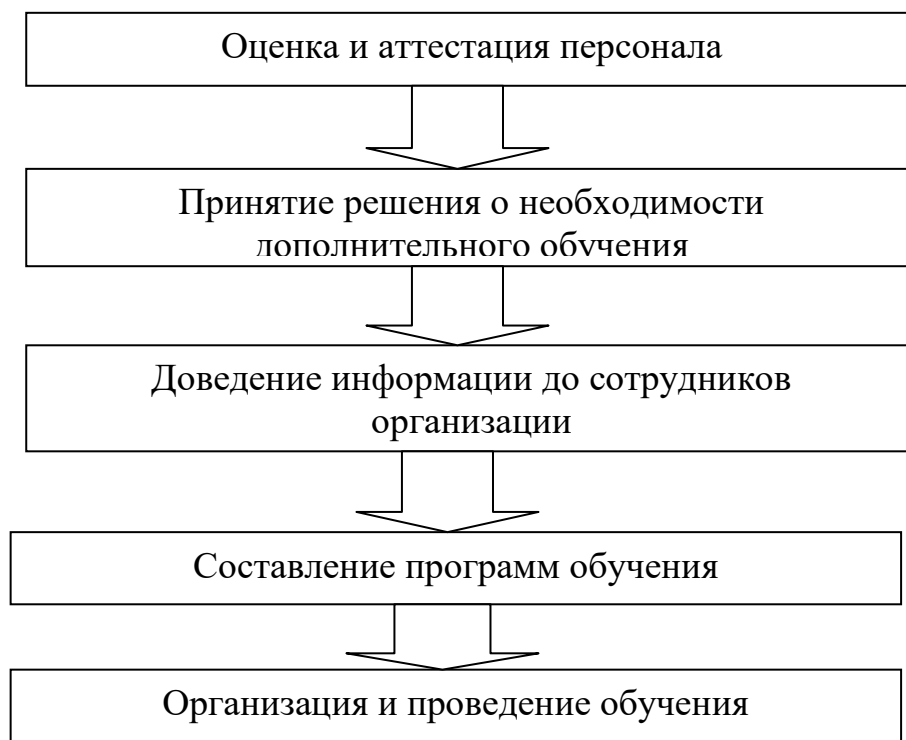 Оценка и аттестация персонала
Принятие решения о необходимости
дополнительного обучения
Доведение информации до сотрудников
организации
Составление программ обучения
Организация и проведение обучения